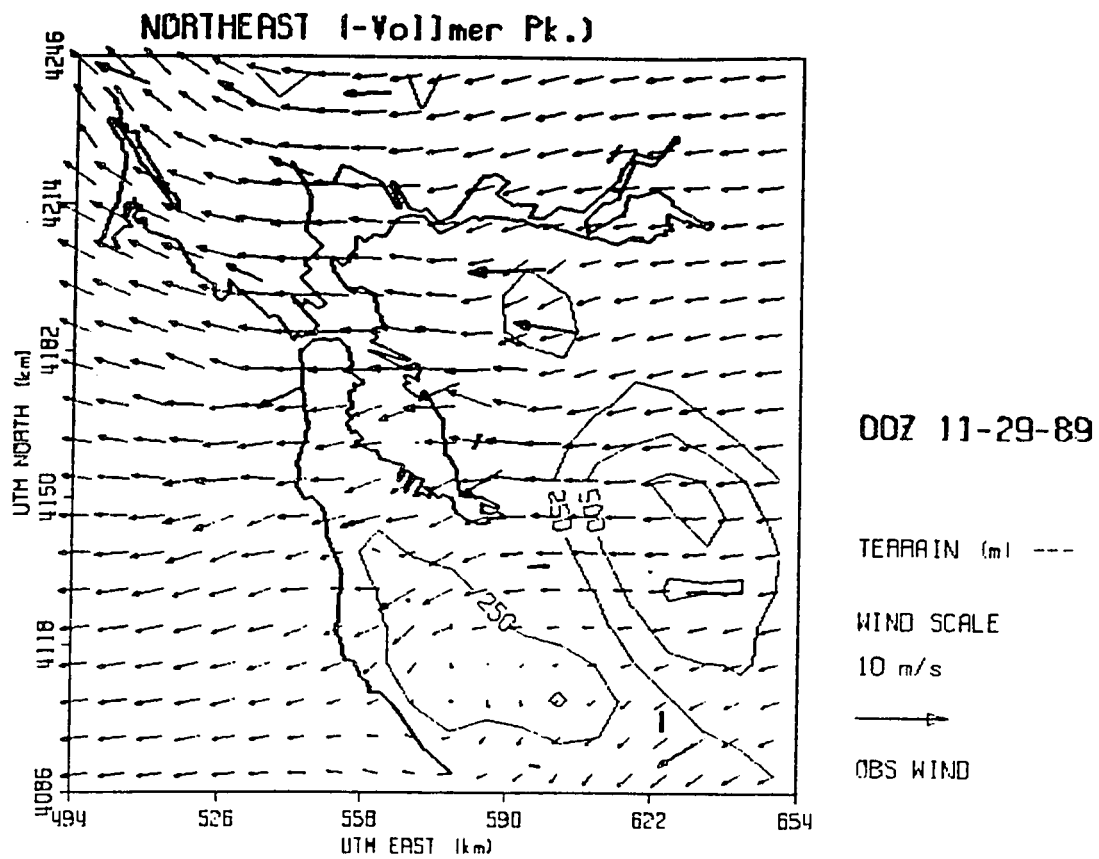 NORTHEAST (-Vollmer Pk.)
4246
4214
4182
4150
4118
4086
UTM NORTH (km)
494
526
558
590
622
654
UTM EAST (km)
250
500
250
00Z 11-29-89
TERRAIN (m) ---
WIND SCALE
10 m/s
OBS WIND